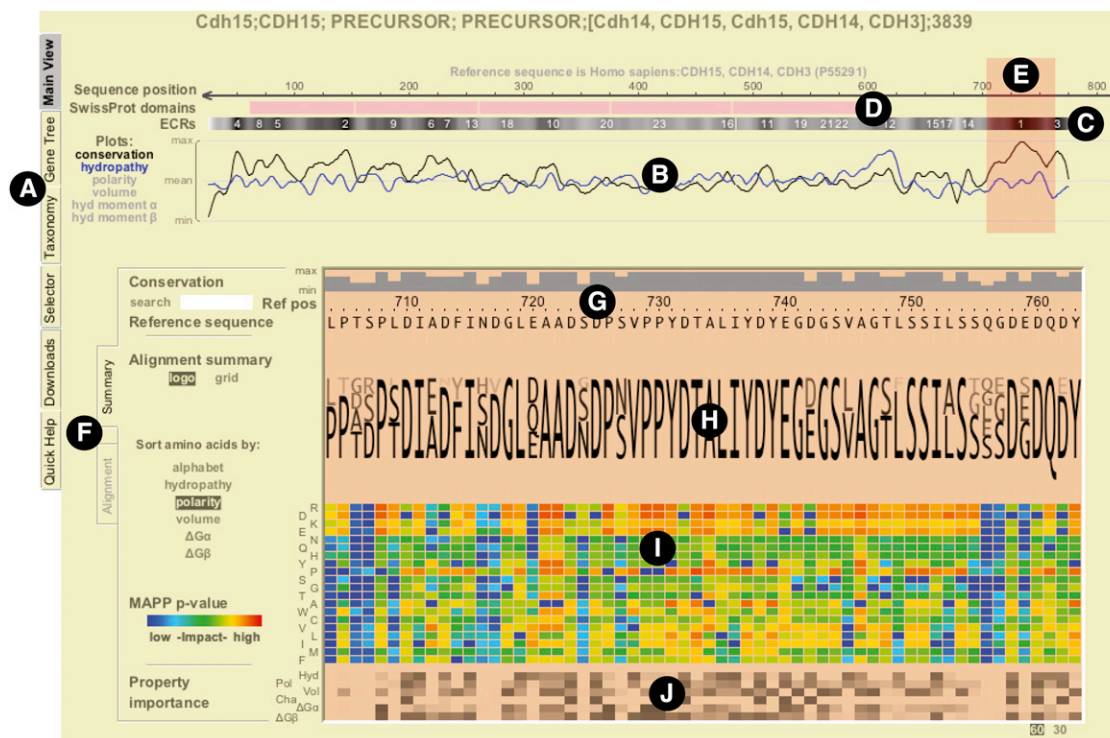 Cdh15;CDH15; PRECURSOR; PRECURSOR;[Cdh14, CDH15, Cdh15, CDH14, CDH3];3839
Main View
Gene Tree
Taxonomy
Selector
Downloads
Quick Help
A
Reference sequence is Homo sapiens:CDH15, CDH14, CDH3 (P55291)
E
Sequence position
100 200 300 400 500 600 700 800
SwissProt domains
D
ECRs
4 8 5 2 9 6 7 13 18 10 20 23 16 11 19 21 22 12 15 17 14 1 3
C
Plots:
conservation
hydropathy
polarity
volume
hyd moment α
hyd moment β
max
mean
min
B
F
Summary
Alignment
Conservation
max
min
search
Ref pos
710 720 G 730 740 750 760
Reference sequence
LPTSPLDIADFINDGLEAADSDPSVPPYDTALIYDYEGDGSVAGTLSSILSSQGDEDQDY
Alignment summary
logo grid
H
Sort amino acids by:
alphabet
hydropathy
polarity
volume
ΔGα
ΔGβ
R
D
K
E
N
Q
H
Y
P
S
G
T
A
W
C
V
L
I
M
F
I
MAPP p-value
low -Impact- high
Property
importance
Hyd
Pol
Vol
Cha
ΔGα
ΔGβ
J
60 30